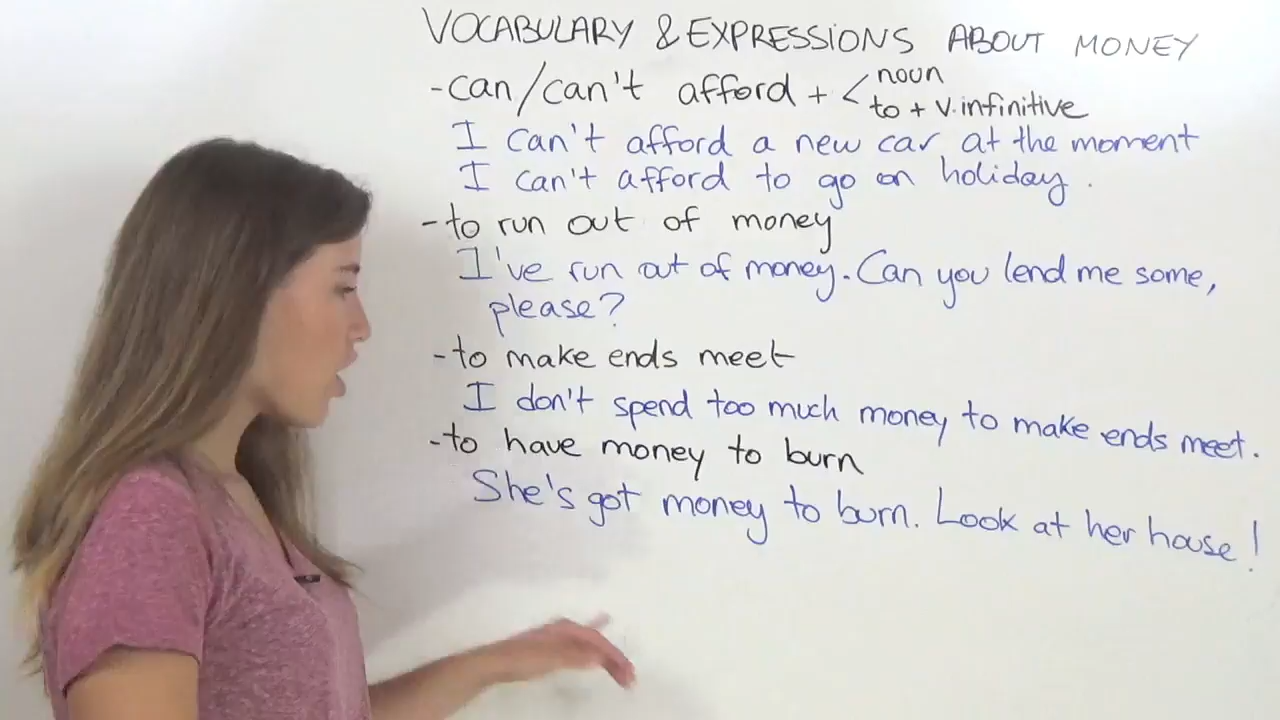 VOCABULARY & EXPRESSIONS ABOUT MONEY
-can/can't afford + < noun
to + v.infinitive
I can't afford a new car at the moment
I can't afford to go on holiday.
-to run out of money
I've run out of money. Can you lend me some,
please?
-to make ends meet
I don't spend too much money to make ends meet.
-to have money to burn
She's got money to burn. Look at her house!